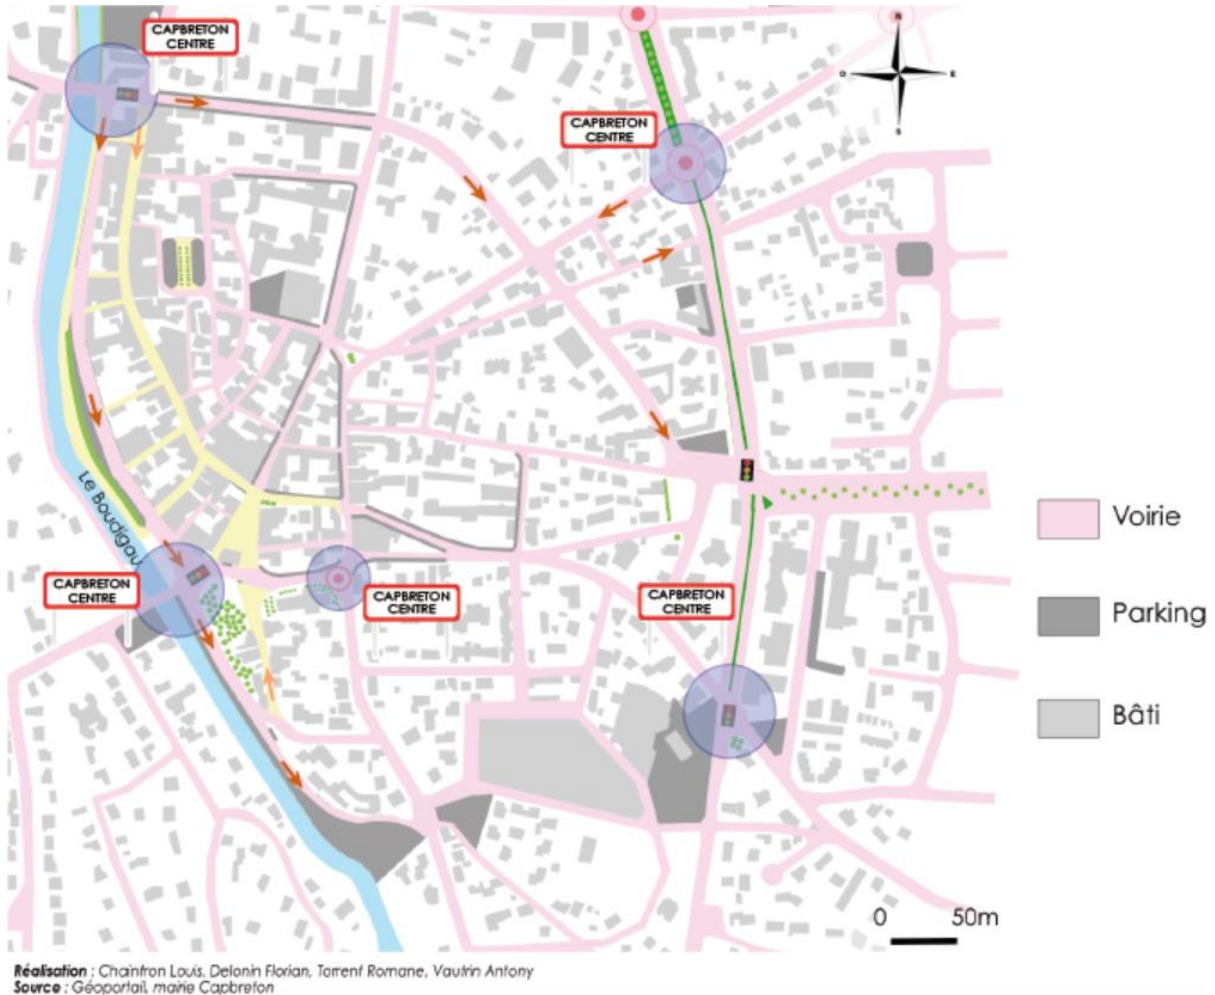 CAPBRETON
CENTRE
N
O
E
S
CAPBRETON
CENTRE
Le Boudigau
Voirie
CAPBRETON
CENTRE
CAPBRETON
CENTRE
CAPBRETON
CENTRE
Parking
Bâti
0 50m
Réalisation : Chaintron Louis, Delonin Florian, Torrent Romane, Vautrin Antony
Source : Géoportail, mairie Capbreton